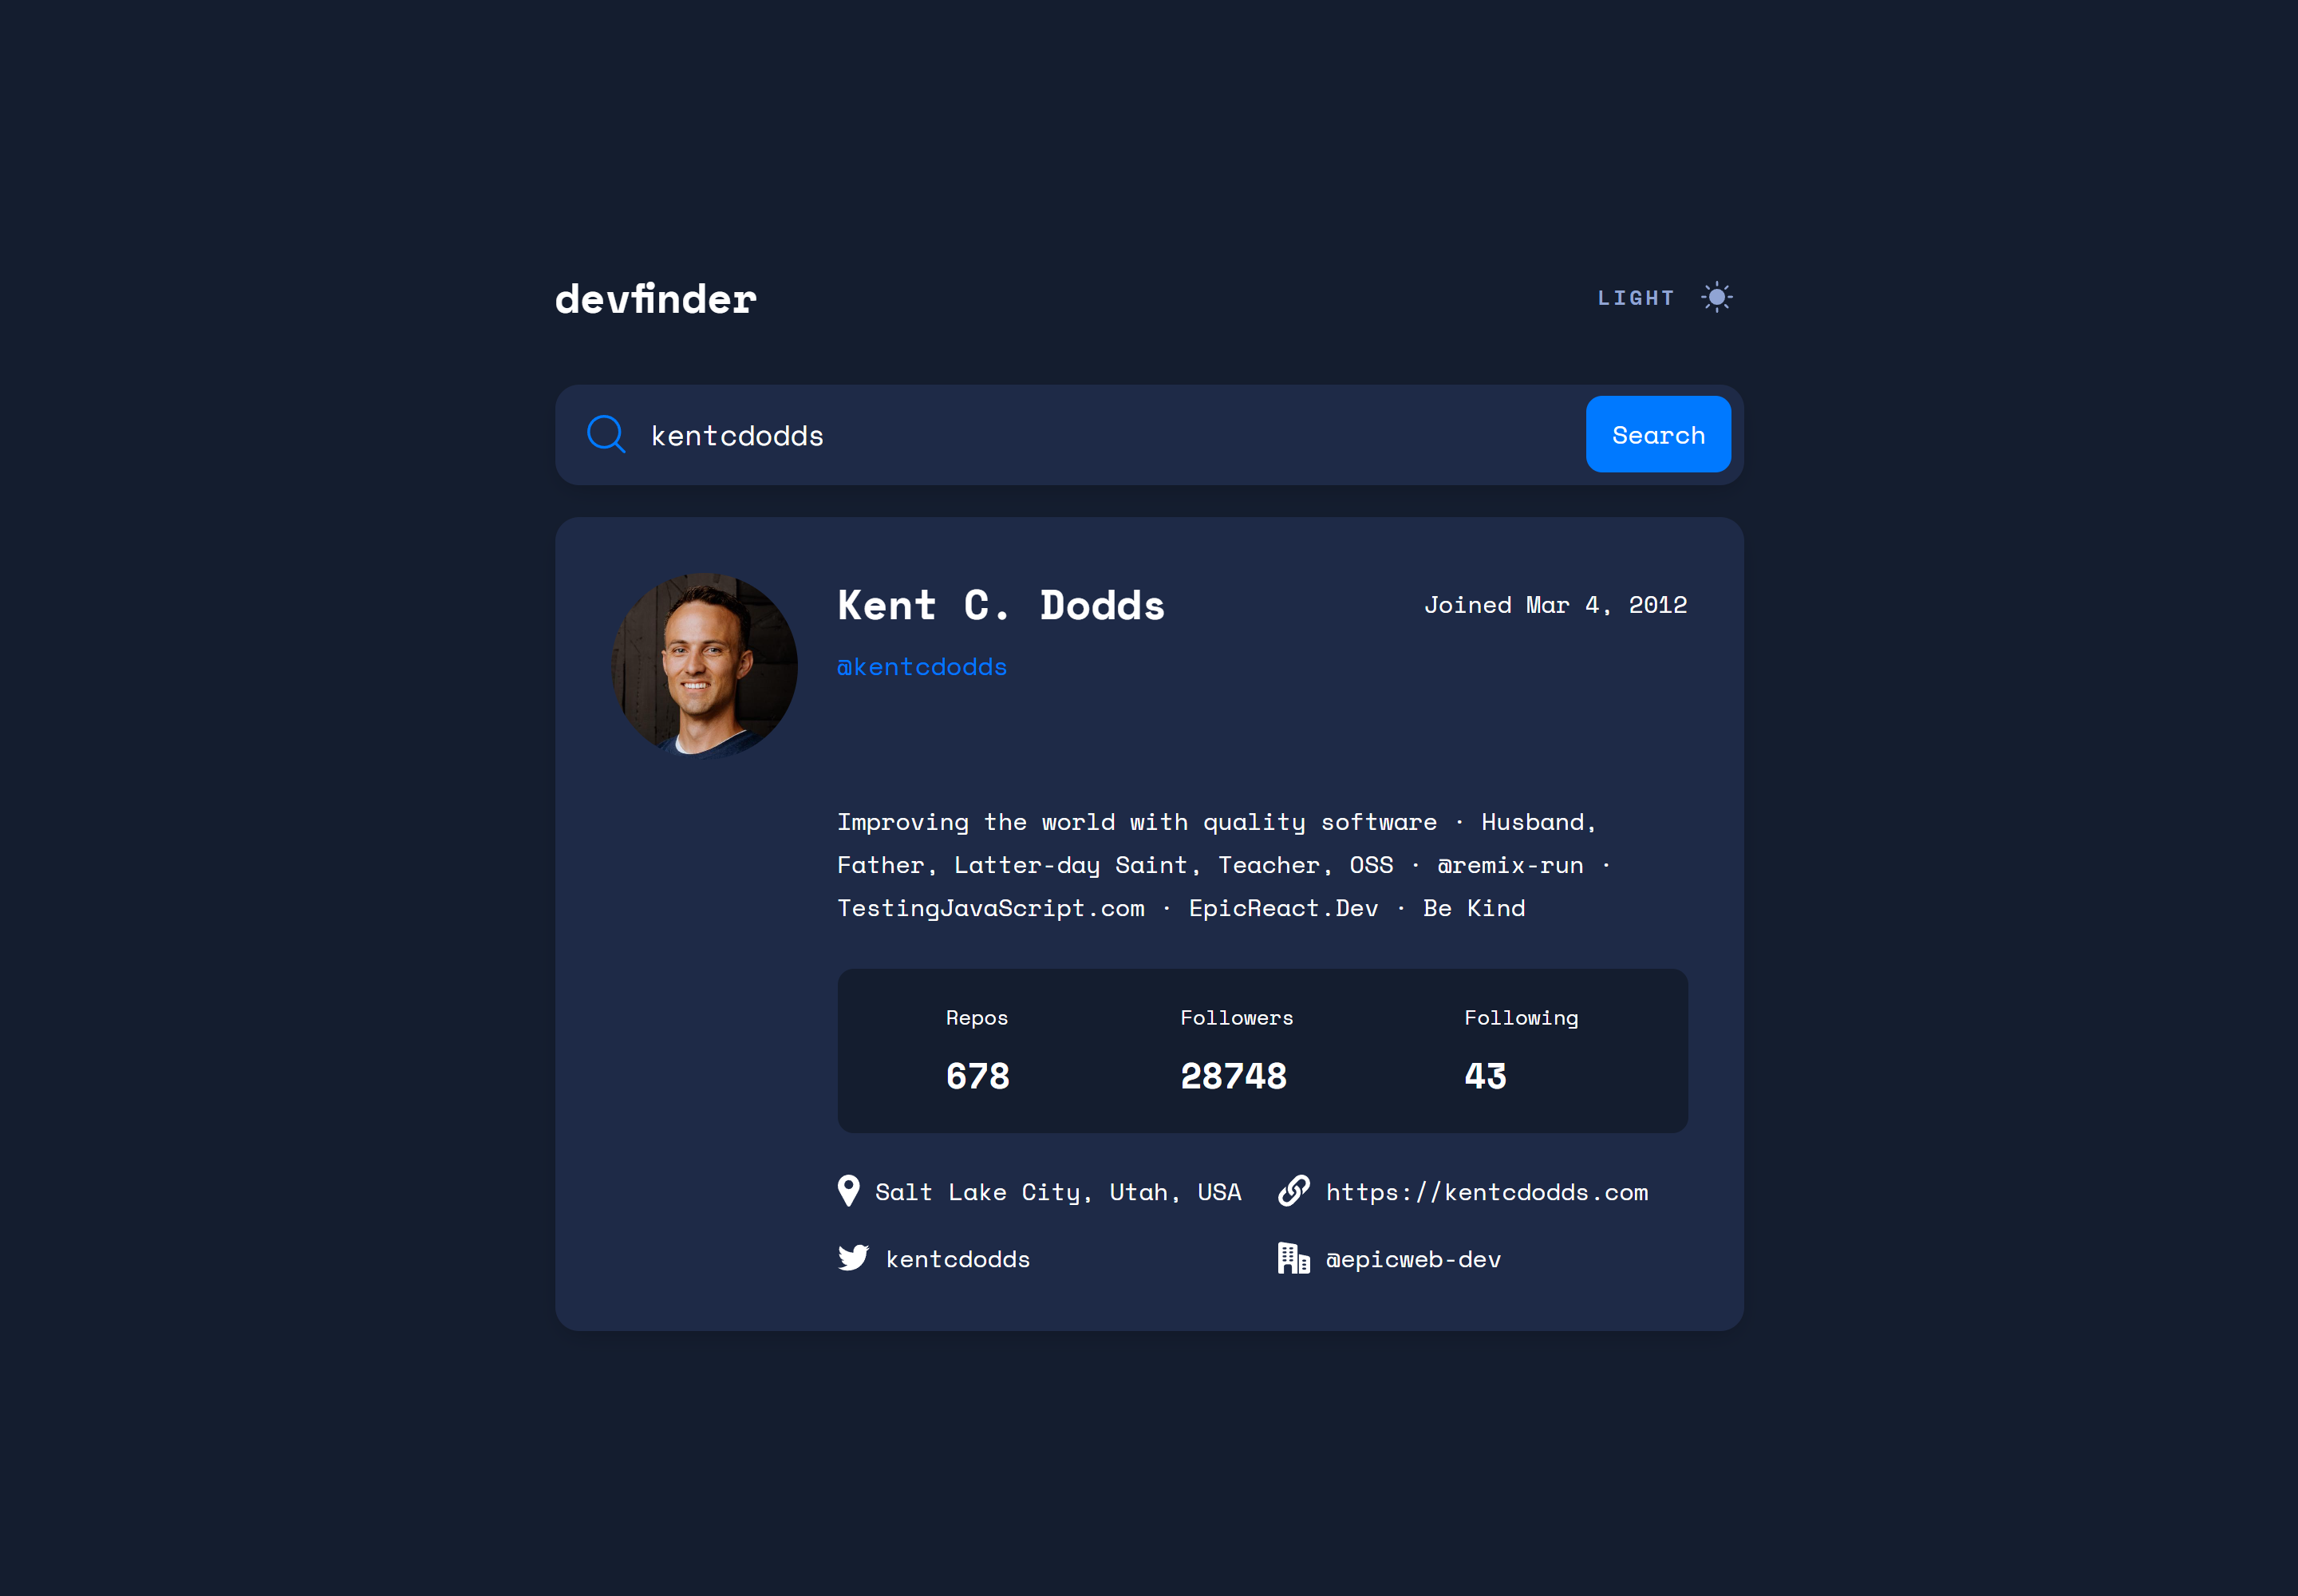 devfinder
LIGHT
kentcdodds
Search
Kent C. Dodds
Joined Mar 4, 2012
@kentcdodds
Improving the world with quality software · Husband,
Father, Latter-day Saint, Teacher, OSS · @remix-run ·
TestingJavaScript.com · EpicReact.Dev · Be Kind
Repos
Followers
Following
678
28748
43
Salt Lake City, Utah, USA
https://kentcdodds.com
kentcdodds
@epicweb-dev